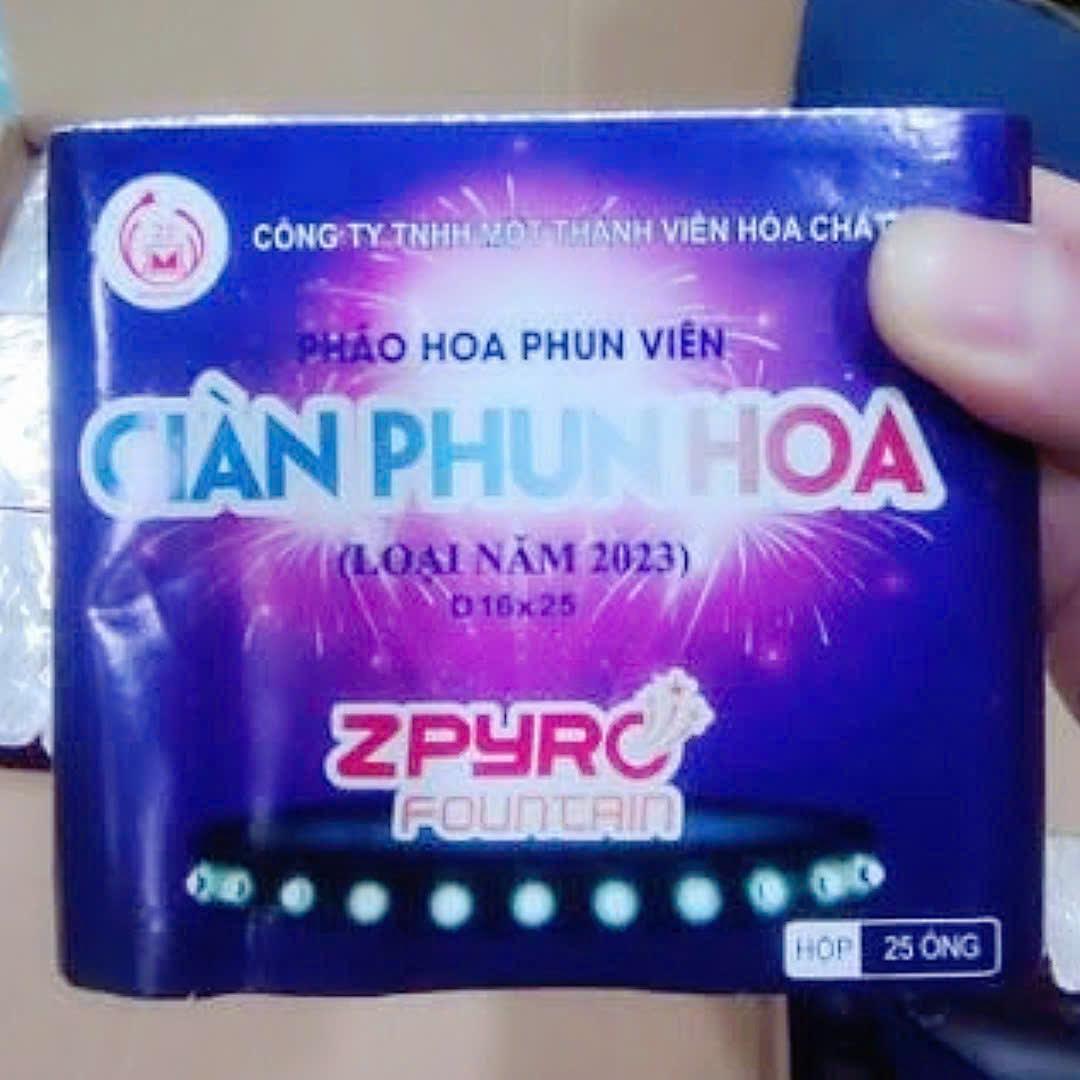 CÔNG TY TNHH MỘT THÀNH VIÊN HÓA CHẤT
PHÁO HOA PHUN VIÊN
GIÀN PHUN HOA
(LOẠI NĂM 2023)
D16x25
ZPYRO
FOUNTAIN
HỘP 25 ỐNG